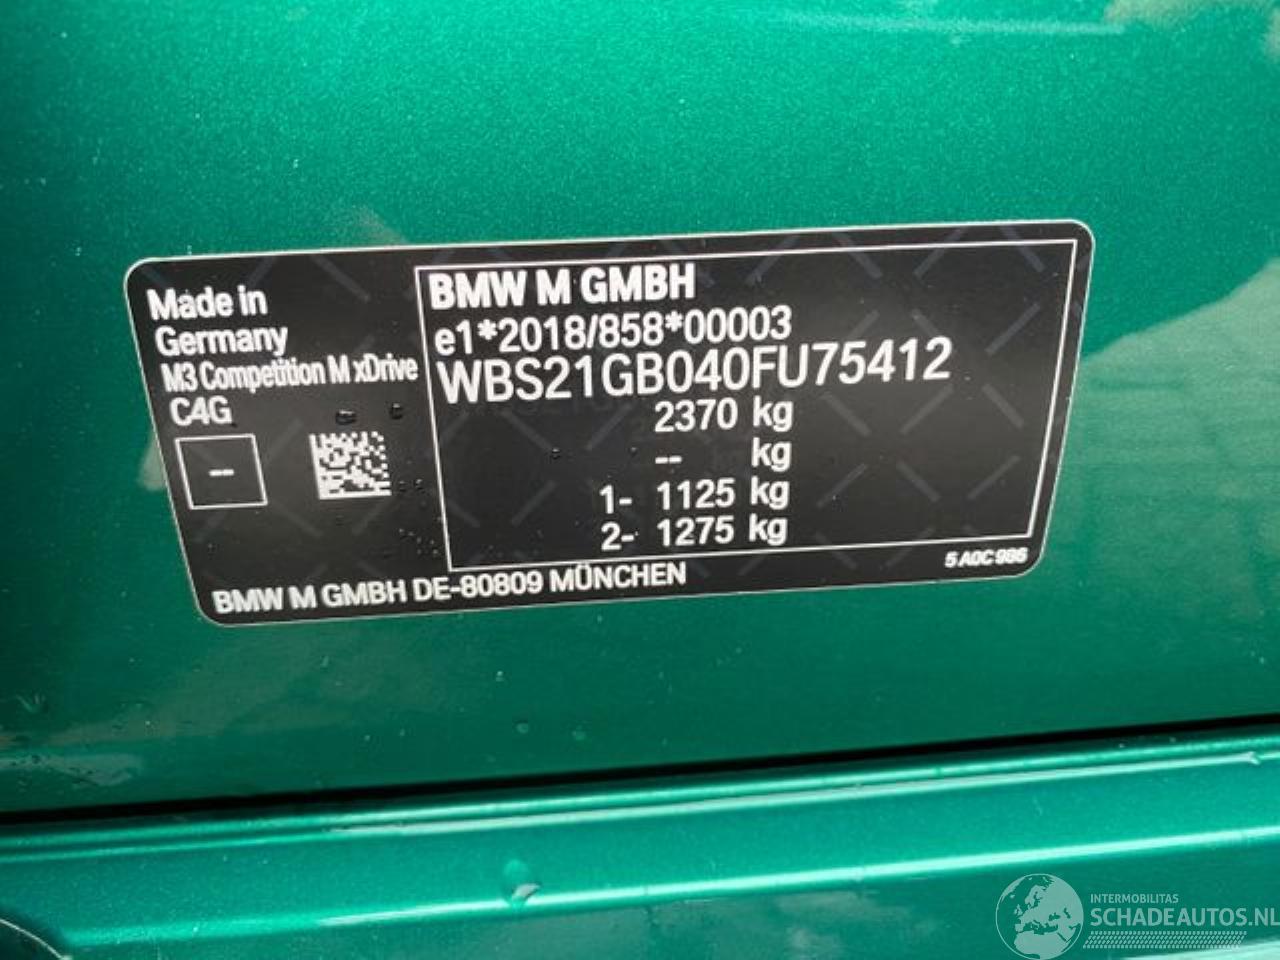 Made in
Germany
M3 Competition M xDrive
C4G
--
BMW M GMBH
e1*2018/858*00003
WBS21GB040FU75412
2370 kg
-- kg
1- 1125 kg
2- 1275 kg
5 A0C 986
BMW M GMBH DE-80809 MÜNCHEN
INTERMOBILITAS
SCHADEAUTOS.NL